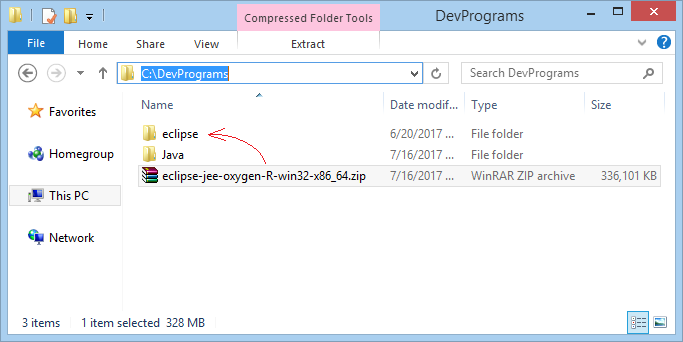 Compressed Folder Tools
DevPrograms
File Home Share View Extract
C:\DevPrograms
Search DevPrograms
Name Date modif... Type Size
Favorites
Homegroup
This PC
Network
eclipse 6/20/2017 ... File folder
Java 7/16/2017 ... File folder
eclipse-jee-oxygen-R-win32-x86_64.zip 7/16/2017 ... WinRAR ZIP archive 336,101 KB
3 items 1 item selected 328 MB